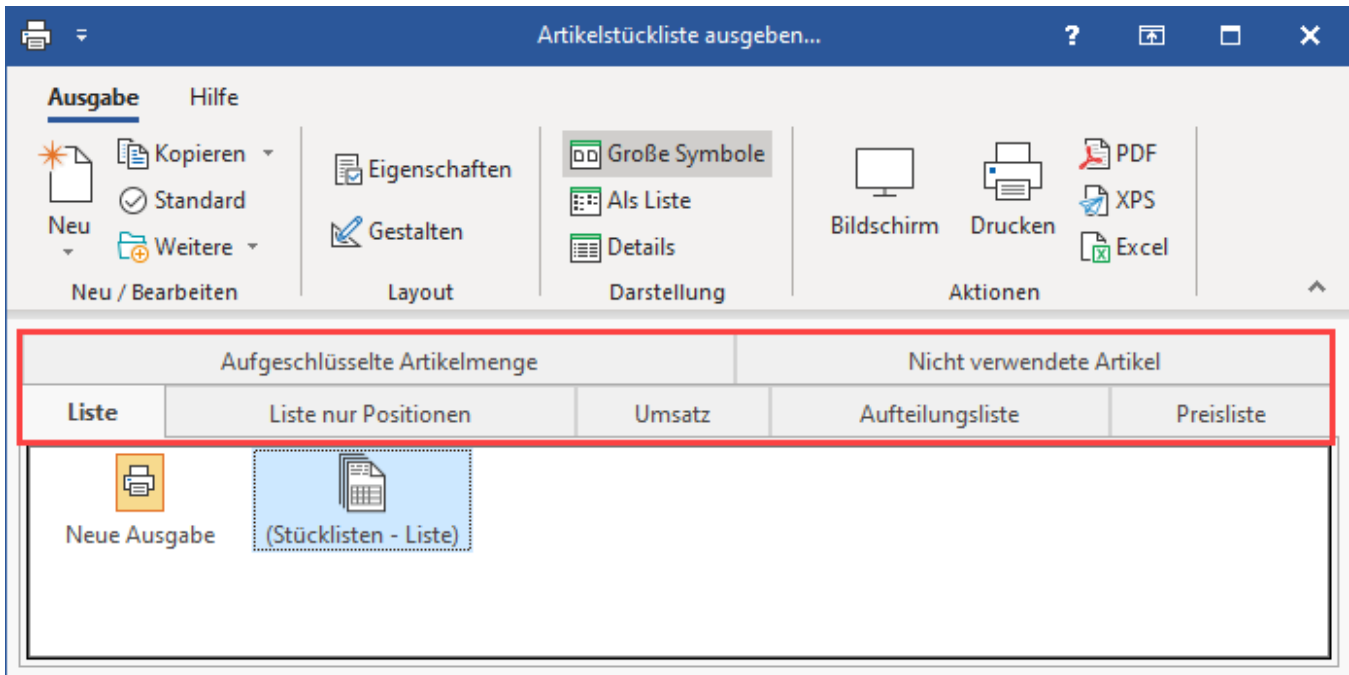 Artikelstückliste ausgeben...
Ausgabe Hilfe
Neu
Kopieren
Standard
Weitere
Neu / Bearbeiten
Eigenschaften
Gestalten
Layout
Große Symbole
Als Liste
Details
Darstellung
Bildschirm
Drucken
PDF
XPS
Excel
Aktionen
Aufgeschlüsselte Artikelmenge Nicht verwendete Artikel
Liste Liste nur Positionen Umsatz Aufteilungsliste Preisliste
Neue Ausgabe (Stücklisten - Liste)